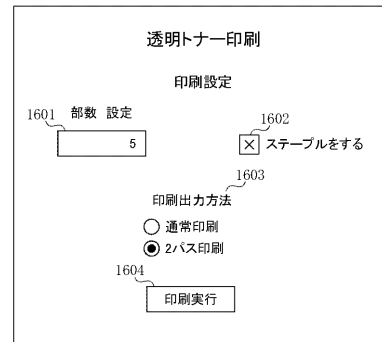 透明トナー印刷
印刷設定
1601 部数 設定
1602
5
ステープルをする
1603
印刷出力方法
通常印刷
2パス印刷
1604
印刷実行